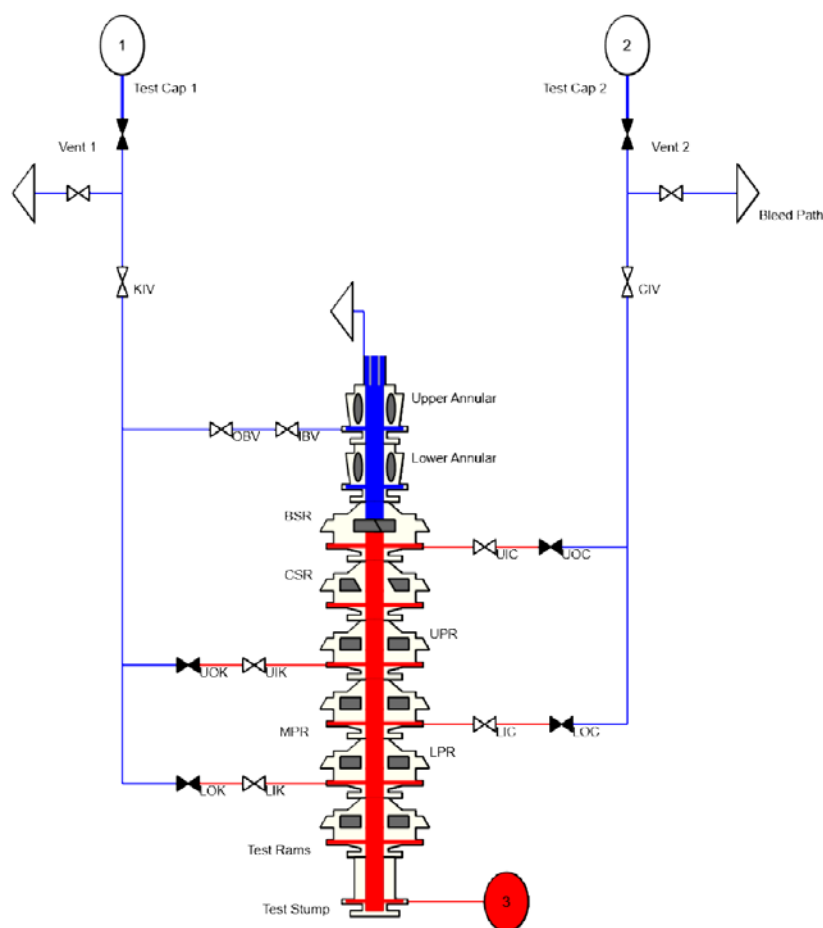 1
2
Test Cap 1
Test Cap 2
Vent 1
Vent 2
Bleed Path
KIV
CIV
Upper Annular
OBV
IBV
Lower Annular
BSR
UIC
UOC
CSR
UPR
UOK
UIK
MPR
LIC
LOC
LPR
LOK
LIK
Test Rams
3
Test Stump